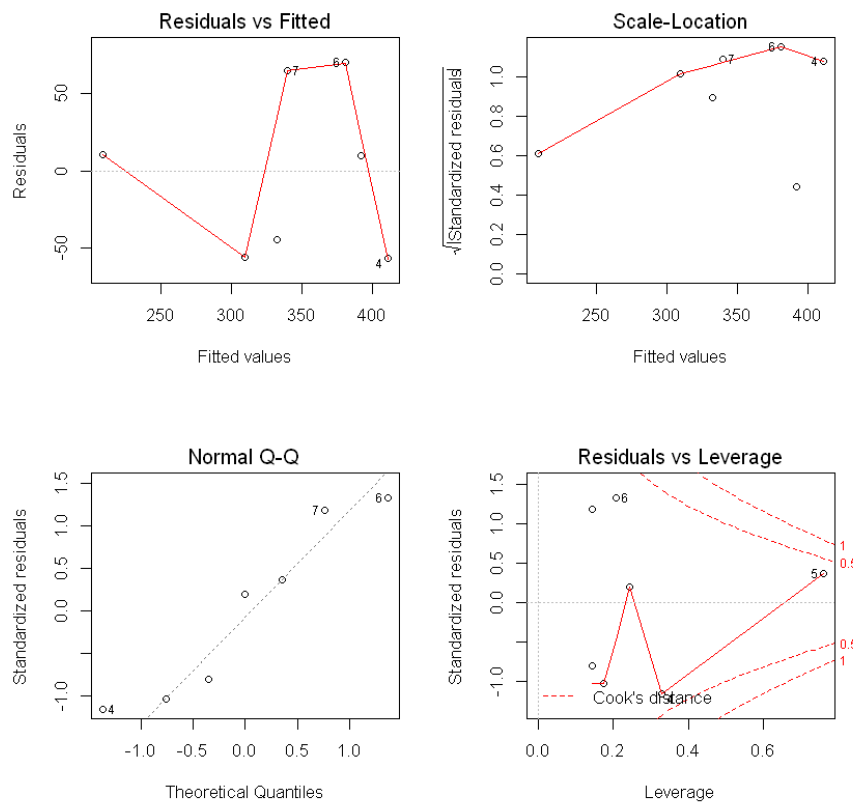 Residuals vs Fitted
Residuals
50
0
-50
7
6
4
250 300 350 400
Fitted values
Scale-Location
√|Standardized residuals|
1.0
0.8
0.6
0.4
0.2
0.0
6
7
4
250 300 350 400
Fitted values
Normal Q-Q
Standardized residuals
1.5
1.0
0.5
0.0
-1.0
6
7
4
-1.0 -0.5 0.0 0.5 1.0
Theoretical Quantiles
Residuals vs Leverage
Standardized residuals
1.5
1.0
0.5
0.0
-1.0
6
5
1
0.5
0.5
1
Cook's distance
0.0 0.2 0.4 0.6
Leverage